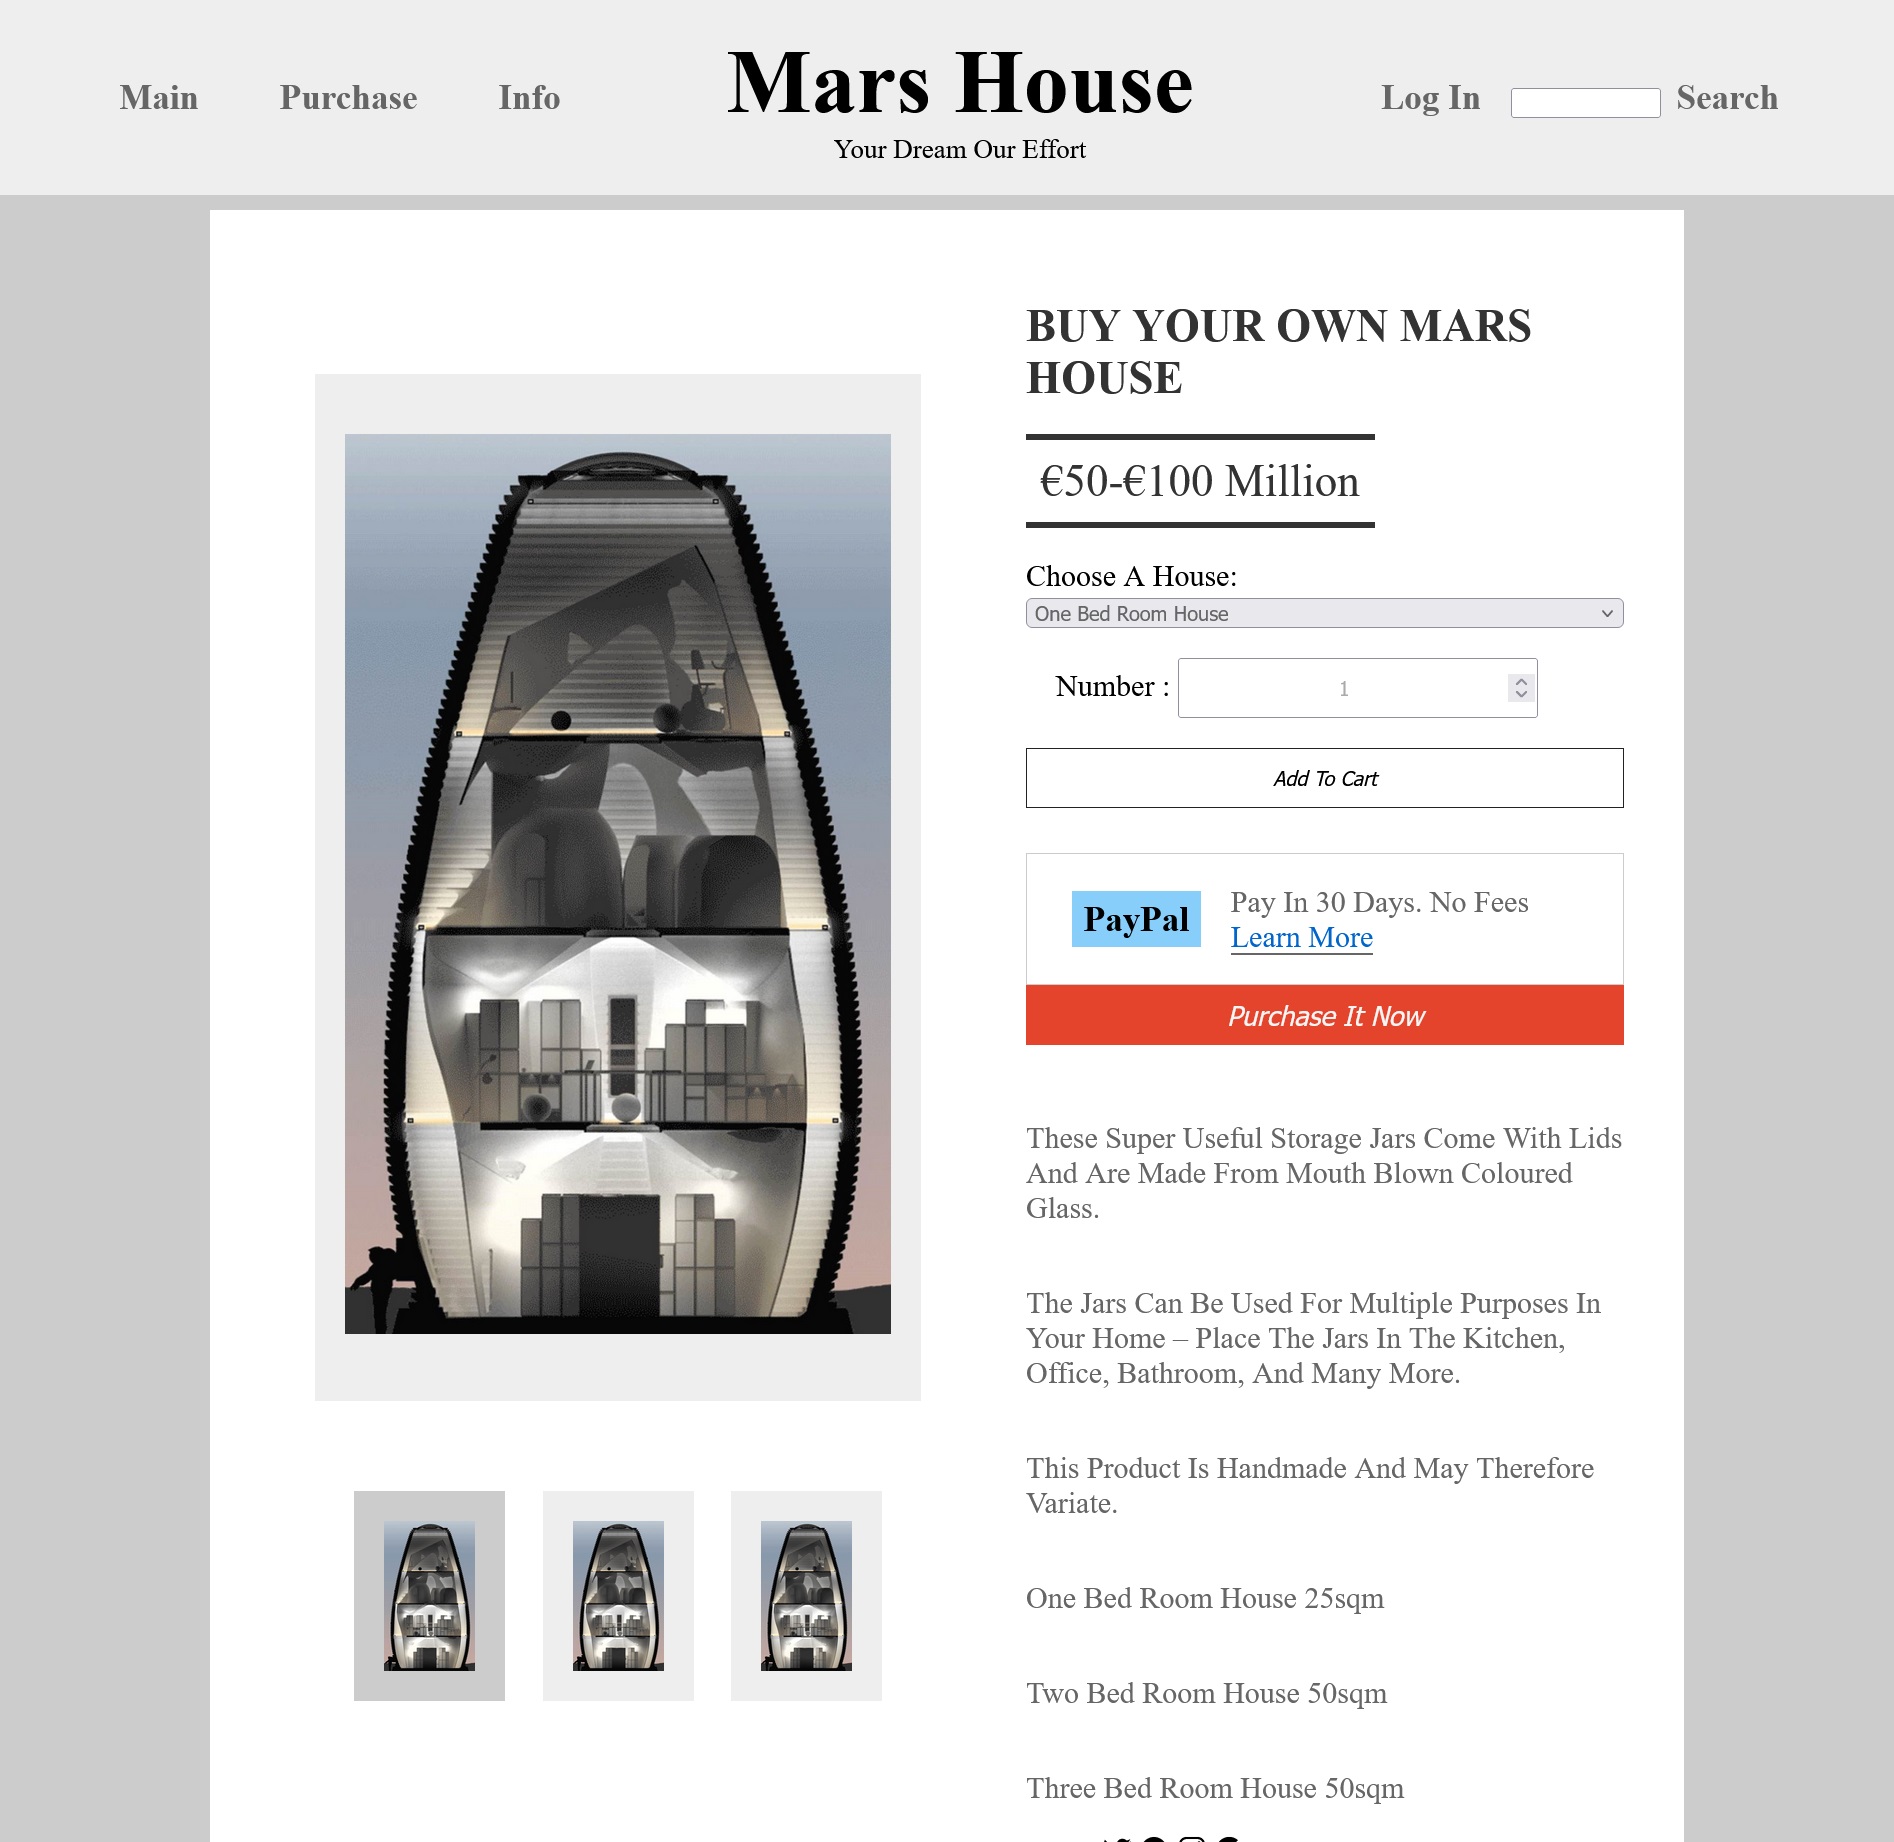 Main
Purchase
Info
Mars House
Your Dream Our Effort
Log In
Search
BUY YOUR OWN MARS
HOUSE
€50-€100 Million
Choose A House:
One Bed Room House
Number :
1
Add To Cart
PayPal
Pay In 30 Days. No Fees
Learn More
Purchase It Now
These Super Useful Storage Jars Come With Lids
And Are Made From Mouth Blown Coloured
Glass.
The Jars Can Be Used For Multiple Purposes In
Your Home – Place The Jars In The Kitchen,
Office, Bathroom, And Many More.
This Product Is Handmade And May Therefore
Variate.
One Bed Room House 25sqm
Two Bed Room House 50sqm
Three Bed Room House 50sqm